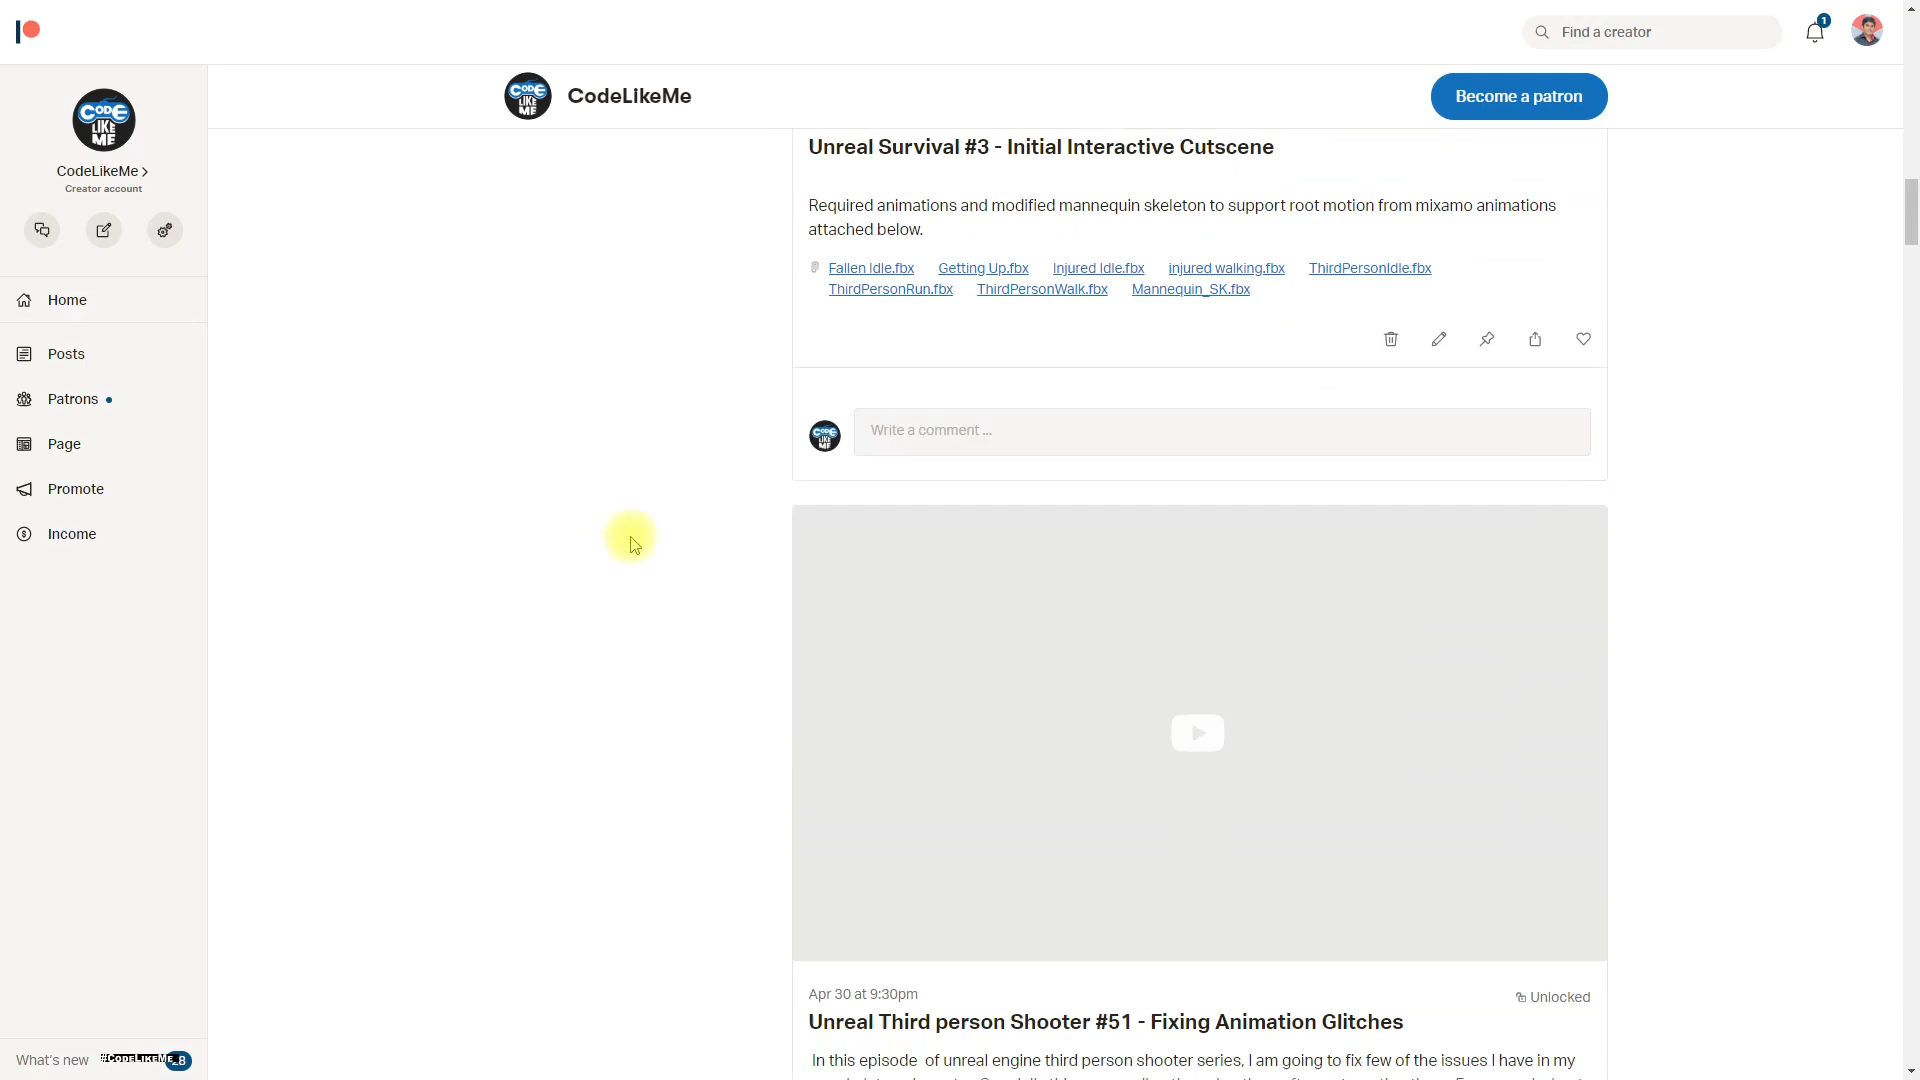 Find a creator
1
CodeLikeMe
Become a patron
CODE
LIKE
ME
CodeLikeMe
Creator account
Home
Posts
Patrons
Page
Promote
Income
What's new
#CodeLikeMe
28
Unreal Survival #3 - Initial Interactive Cutscene
Required animations and modified mannequin skeleton to support root motion from mixamo animations
attached below.
Fallen Idle.fbx Getting Up.fbx Injured Idle.fbx injured walking.fbx ThirdPersonIdle.fbx
ThirdPersonRun.fbx ThirdPersonWalk.fbx Mannequin_SK.fbx
Write a comment ...
Apr 30 at 9:30pm
Unlocked
Unreal Third person Shooter #51 - Fixing Animation Glitches
In this episode of unreal engine third person shooter series, I am going to fix few of the issues I have in my